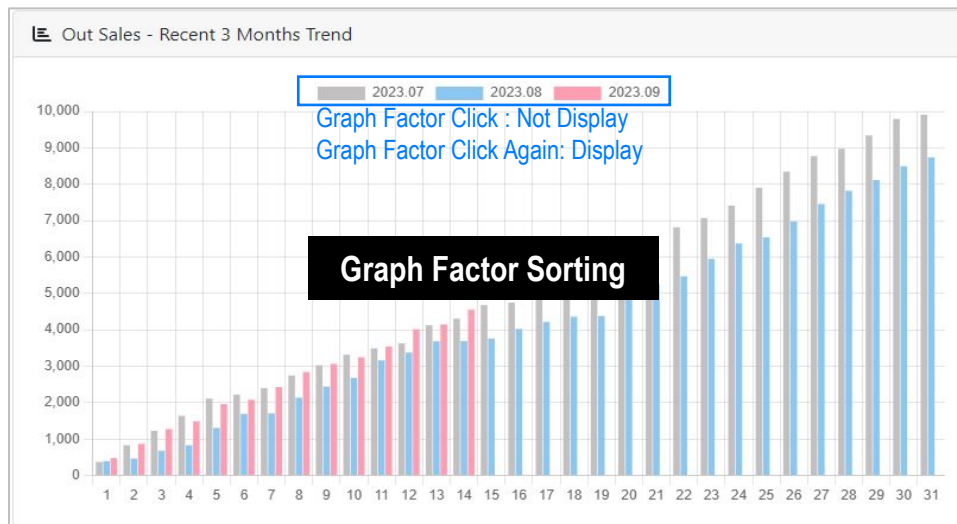 Out Sales - Recent 3 Months Trend
2023.07 2023.08 2023.09
Graph Factor Click : Not Display
Graph Factor Click Again: Display
10,000
9,000
8,000
7,000
6,000
Graph Factor Sorting
5,000
4,000
3,000
2,000
1,000
0
1 2 3 4 5 6 7 8 9 10 11 12 13 14 15 16 17 18 19 20 21 22 23 24 25 26 27 28 29 30 31